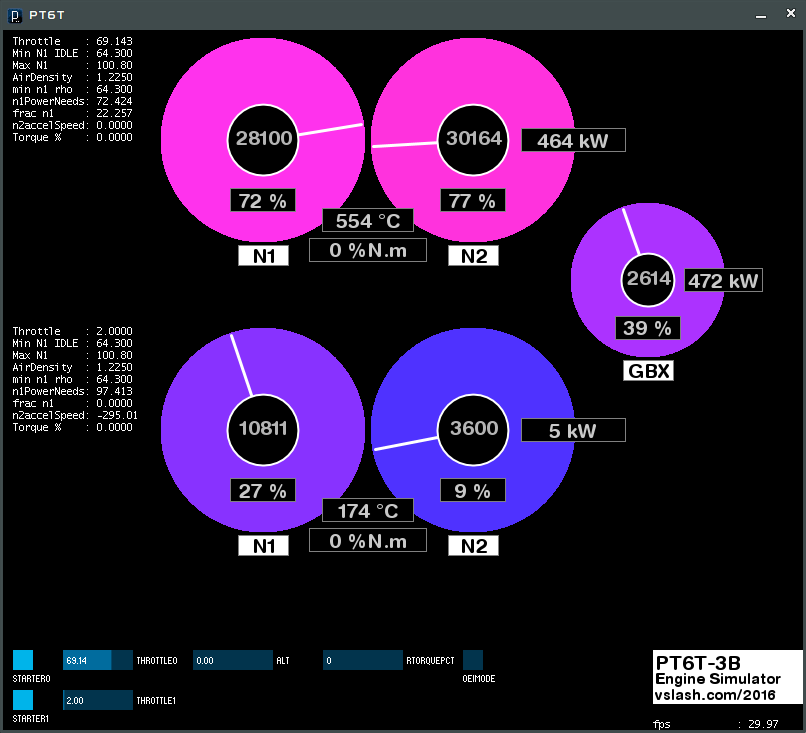 PT6T
Throttle : 69.143
Min N1 IDLE : 64.300
Max N1 : 100.80
AirDensity : 1.2250
min n1 rho : 64.300
n1PowerNeeds: 72.424
frac n1 : 22.257
n2accelSpeed: 0.0000
Torque % : 0.0000
28100
30164
464 kW
72 %
77 %
554 °C
0 %N.m
N1
N2
2614
472 kW
39 %
GBX
Throttle : 2.0000
Min N1 IDLE : 64.300
Max N1 : 100.80
AirDensity : 1.2250
min n1 rho : 64.300
n1PowerNeeds: 97.413
frac n1 : 0.0000
n2accelSpeed: -295.01
Torque % : 0.0000
10811
3600
5 kW
27 %
9 %
174 °C
0 %N.m
N1
N2
69.14 THROTTLE0
0.00 ALT
0 RTORQUEPCT
STARTER0
OEIMODE
2.00 THROTTLE1
STARTER1
PT6T-3B
Engine Simulator
vslash.com/2016
fps : 29.97